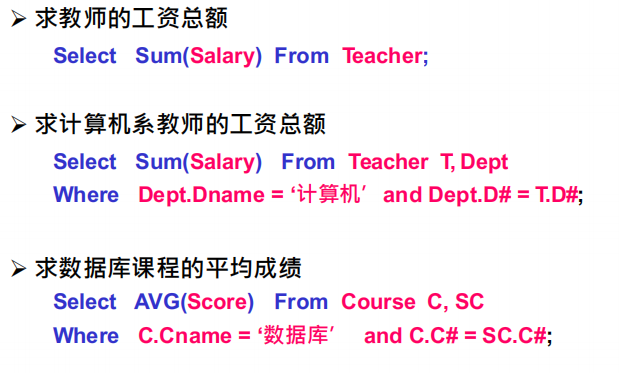 ➢ 求教师的工资总额
Select Sum(Salary) From Teacher;
➢ 求计算机系教师的工资总额
Select Sum(Salary) From Teacher T, Dept
Where Dept.Dname = ‘计算机’ and Dept.D# = T.D#;
➢ 求数据库课程的平均成绩
Select AVG(Score) From Course C, SC
Where C.Cname = ‘数据库’ and C.C# = SC.C#;